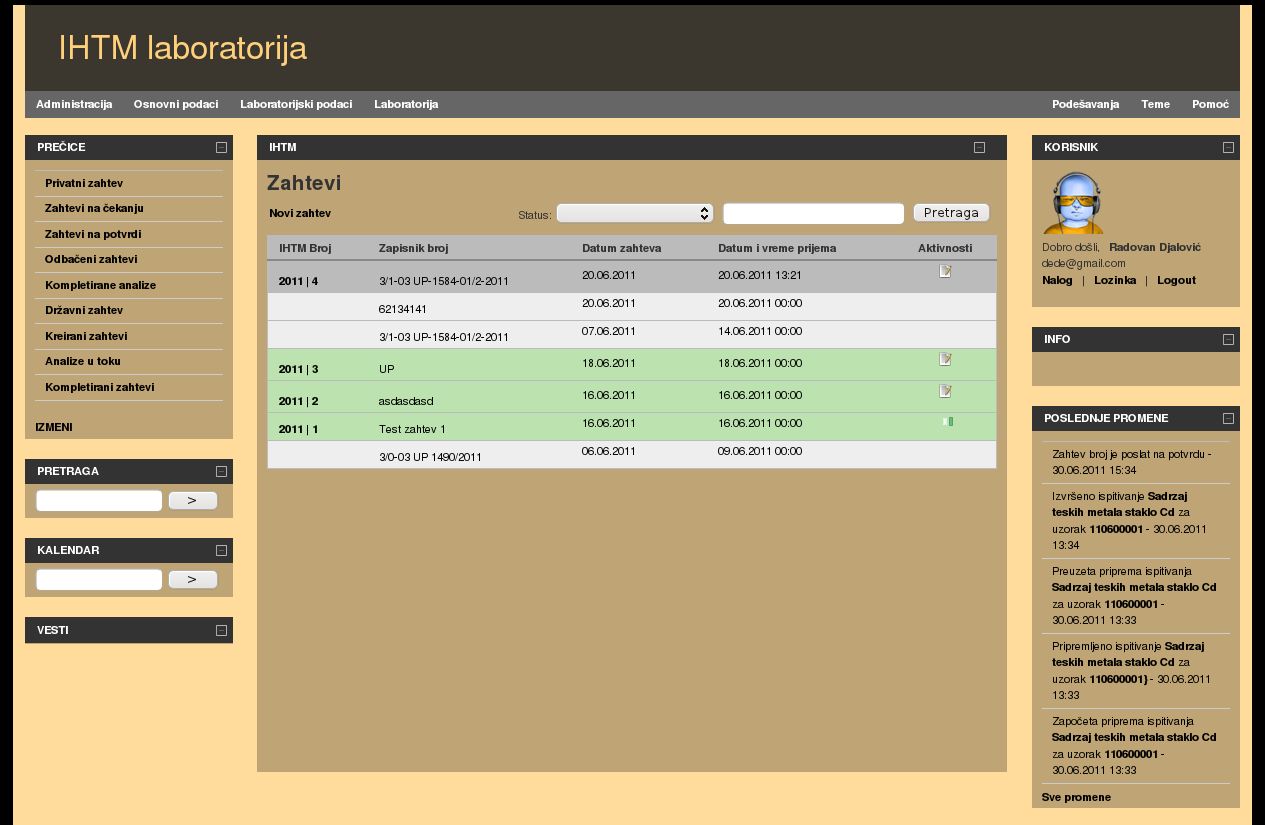 IHTM laboratorija
Administracija Osnovni podaci Laboratorijski podaci Laboratorija Podešavanja Teme Pomoć
PREČICE
Privatni zahtev
Zahtevi na čekanju
Zahtevi na potvrdi
Odbačeni zahtevi
Kompletirane analize
Državni zahtev
Kreirani zahtevi
Analize u toku
Kompletirani zahtevi
IZMENI
PRETRAGA
>
KALENDAR
>
VESTI
IHTM
Zahtevi
Novi zahtev Status: Pretraga
IHTM Broj Zapisnik broj Datum zahteva Datum i vreme prijema Aktivnosti
2011 | 4 3/1-03 UP-1584-01/2-2011 20.06.2011 20.06.2011 13:21
62134141 20.06.2011 20.06.2011 00:00
3/1-03 UP-1584-01/2-2011 07.06.2011 14.06.2011 00:00
2011 | 3 UP 18.06.2011 18.06.2011 00:00
2011 | 2 asdasdasd 16.06.2011 16.06.2011 00:00
2011 | 1 Test zahtev 1 16.06.2011 16.06.2011 00:00
3/0-03 UP 1490/2011 06.06.2011 09.06.2011 00:00
KORISNIK
Dobro došli, Radovan Djalović
dede@gmail.com
Nalog | Lozinka | Logout
INFO
POSLEDNJE PROMENE
Zahtev broj je poslat na potvrdu -
30.06.2011 15:34
Izvršeno ispitivanje Sadrzaj
teskih metala staklo Cd za
uzorak 110600001 - 30.06.2011
13:34
Preuzeta priprema ispitivanja
Sadrzaj teskih metala staklo Cd
za uzorak 110600001 -
30.06.2011 13:33
Pripremljeno ispitivanje Sadrzaj
teskih metala staklo Cd za
uzorak 110600001} - 30.06.2011
13:33
Započeta priprema ispitivanja
Sadrzaj teskih metala staklo Cd
za uzorak 110600001 -
30.06.2011 13:33
Sve promene